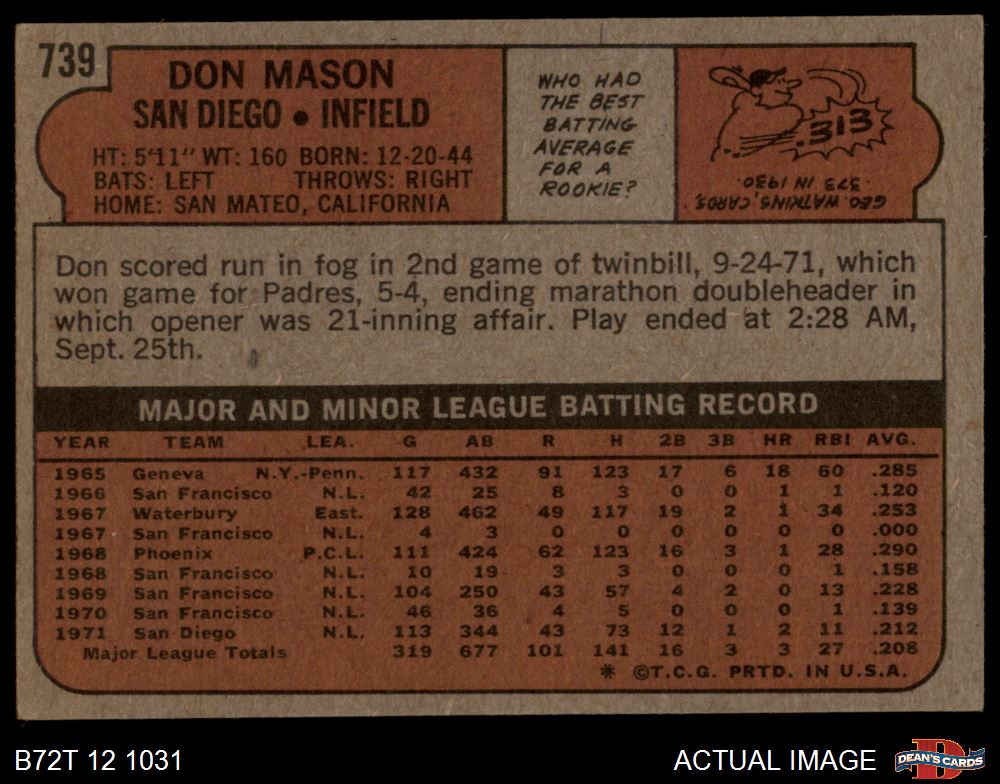 739
DON MASON
SAN DIEGO • INFIELD
HT: 5'11" WT: 160 BORN: 12-20-44
BATS: LEFT THROWS: RIGHT
HOME: SAN MATEO, CALIFORNIA
WHO HAD
THE BEST
BATTING
AVERAGE
FOR A
ROOKIE?
.313
GEO. WATKINS, CARDS,
.373 IN 1930.
Don scored run in fog in 2nd game of twinbill, 9-24-71, which
won game for Padres, 5-4, ending marathon doubleheader in
which opener was 21-inning affair. Play ended at 2:28 AM,
Sept. 25th.
MAJOR AND MINOR LEAGUE BATTING RECORD
YEAR TEAM LEA. G AB R H 2B 3B HR RBI AVG.
1965 Geneva N.Y.-Penn. 117 432 91 123 17 6 18 60 .285
1966 San Francisco N.L. 42 25 8 3 0 0 1 1 .120
1967 Waterbury East. 128 462 49 117 19 2 1 34 .253
1967 San Francisco N.L. 4 3 0 0 0 0 0 0 .000
1968 Phoenix P.C.L. 111 424 62 123 16 3 1 28 .290
1968 San Francisco N.L. 10 19 3 3 0 0 0 1 .158
1969 San Francisco N.L. 104 250 43 57 4 2 0 13 .228
1970 San Francisco N.L. 46 36 4 5 0 0 0 1 .139
1971 San Diego N.L. 113 344 43 73 12 1 2 11 .212
Major League Totals 319 677 101 141 16 3 3 27 .208
* ©T.C.G. PRTD. IN U.S.A.
B72T 12 1031
ACTUAL IMAGE
DEAN'S CARDS